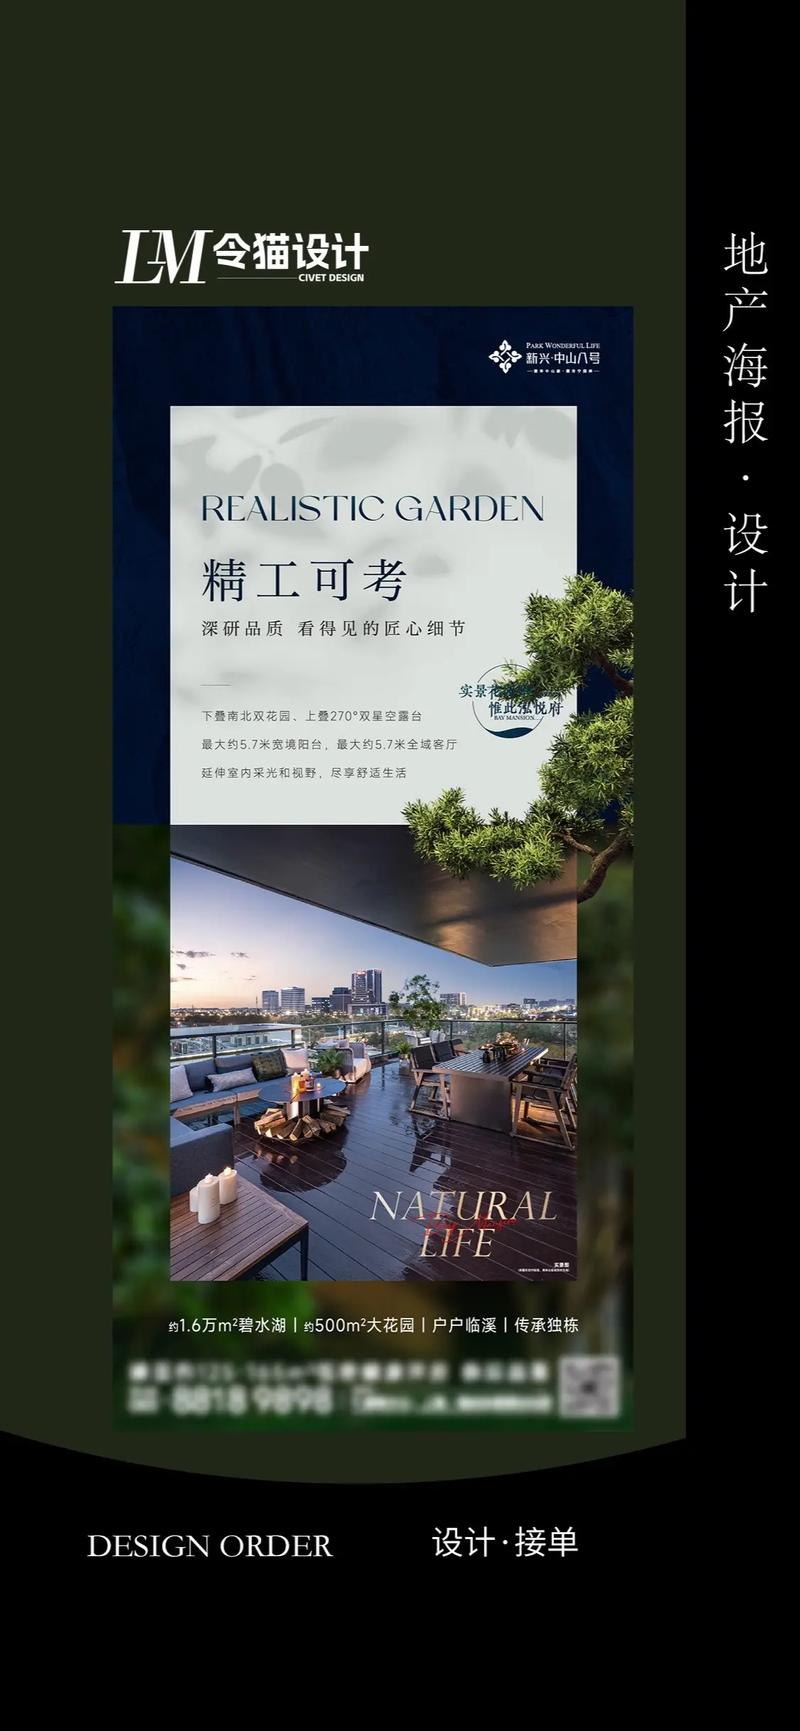 LM 令猫设计
CIVET DESIGN
地产海报·设计
PARK WONDERFUL LIFE
新兴·中山八号
REALISTIC GARDEN
精工可考
深研品质 看得见的匠心细节
实景花
惟此泓悦府
BAY MANSION
下叠南北双花园、上叠270°双星空露台
最大约5.7米宽境阳台，最大约5.7米全域客厅
延伸室内采光和视野，尽享舒适生活
NATURAL
LIFE
实景图
约1.6万m²碧水湖丨约500m²大花园丨户户临溪丨传承独栋
8818 9898
DESIGN ORDER
设计·接单